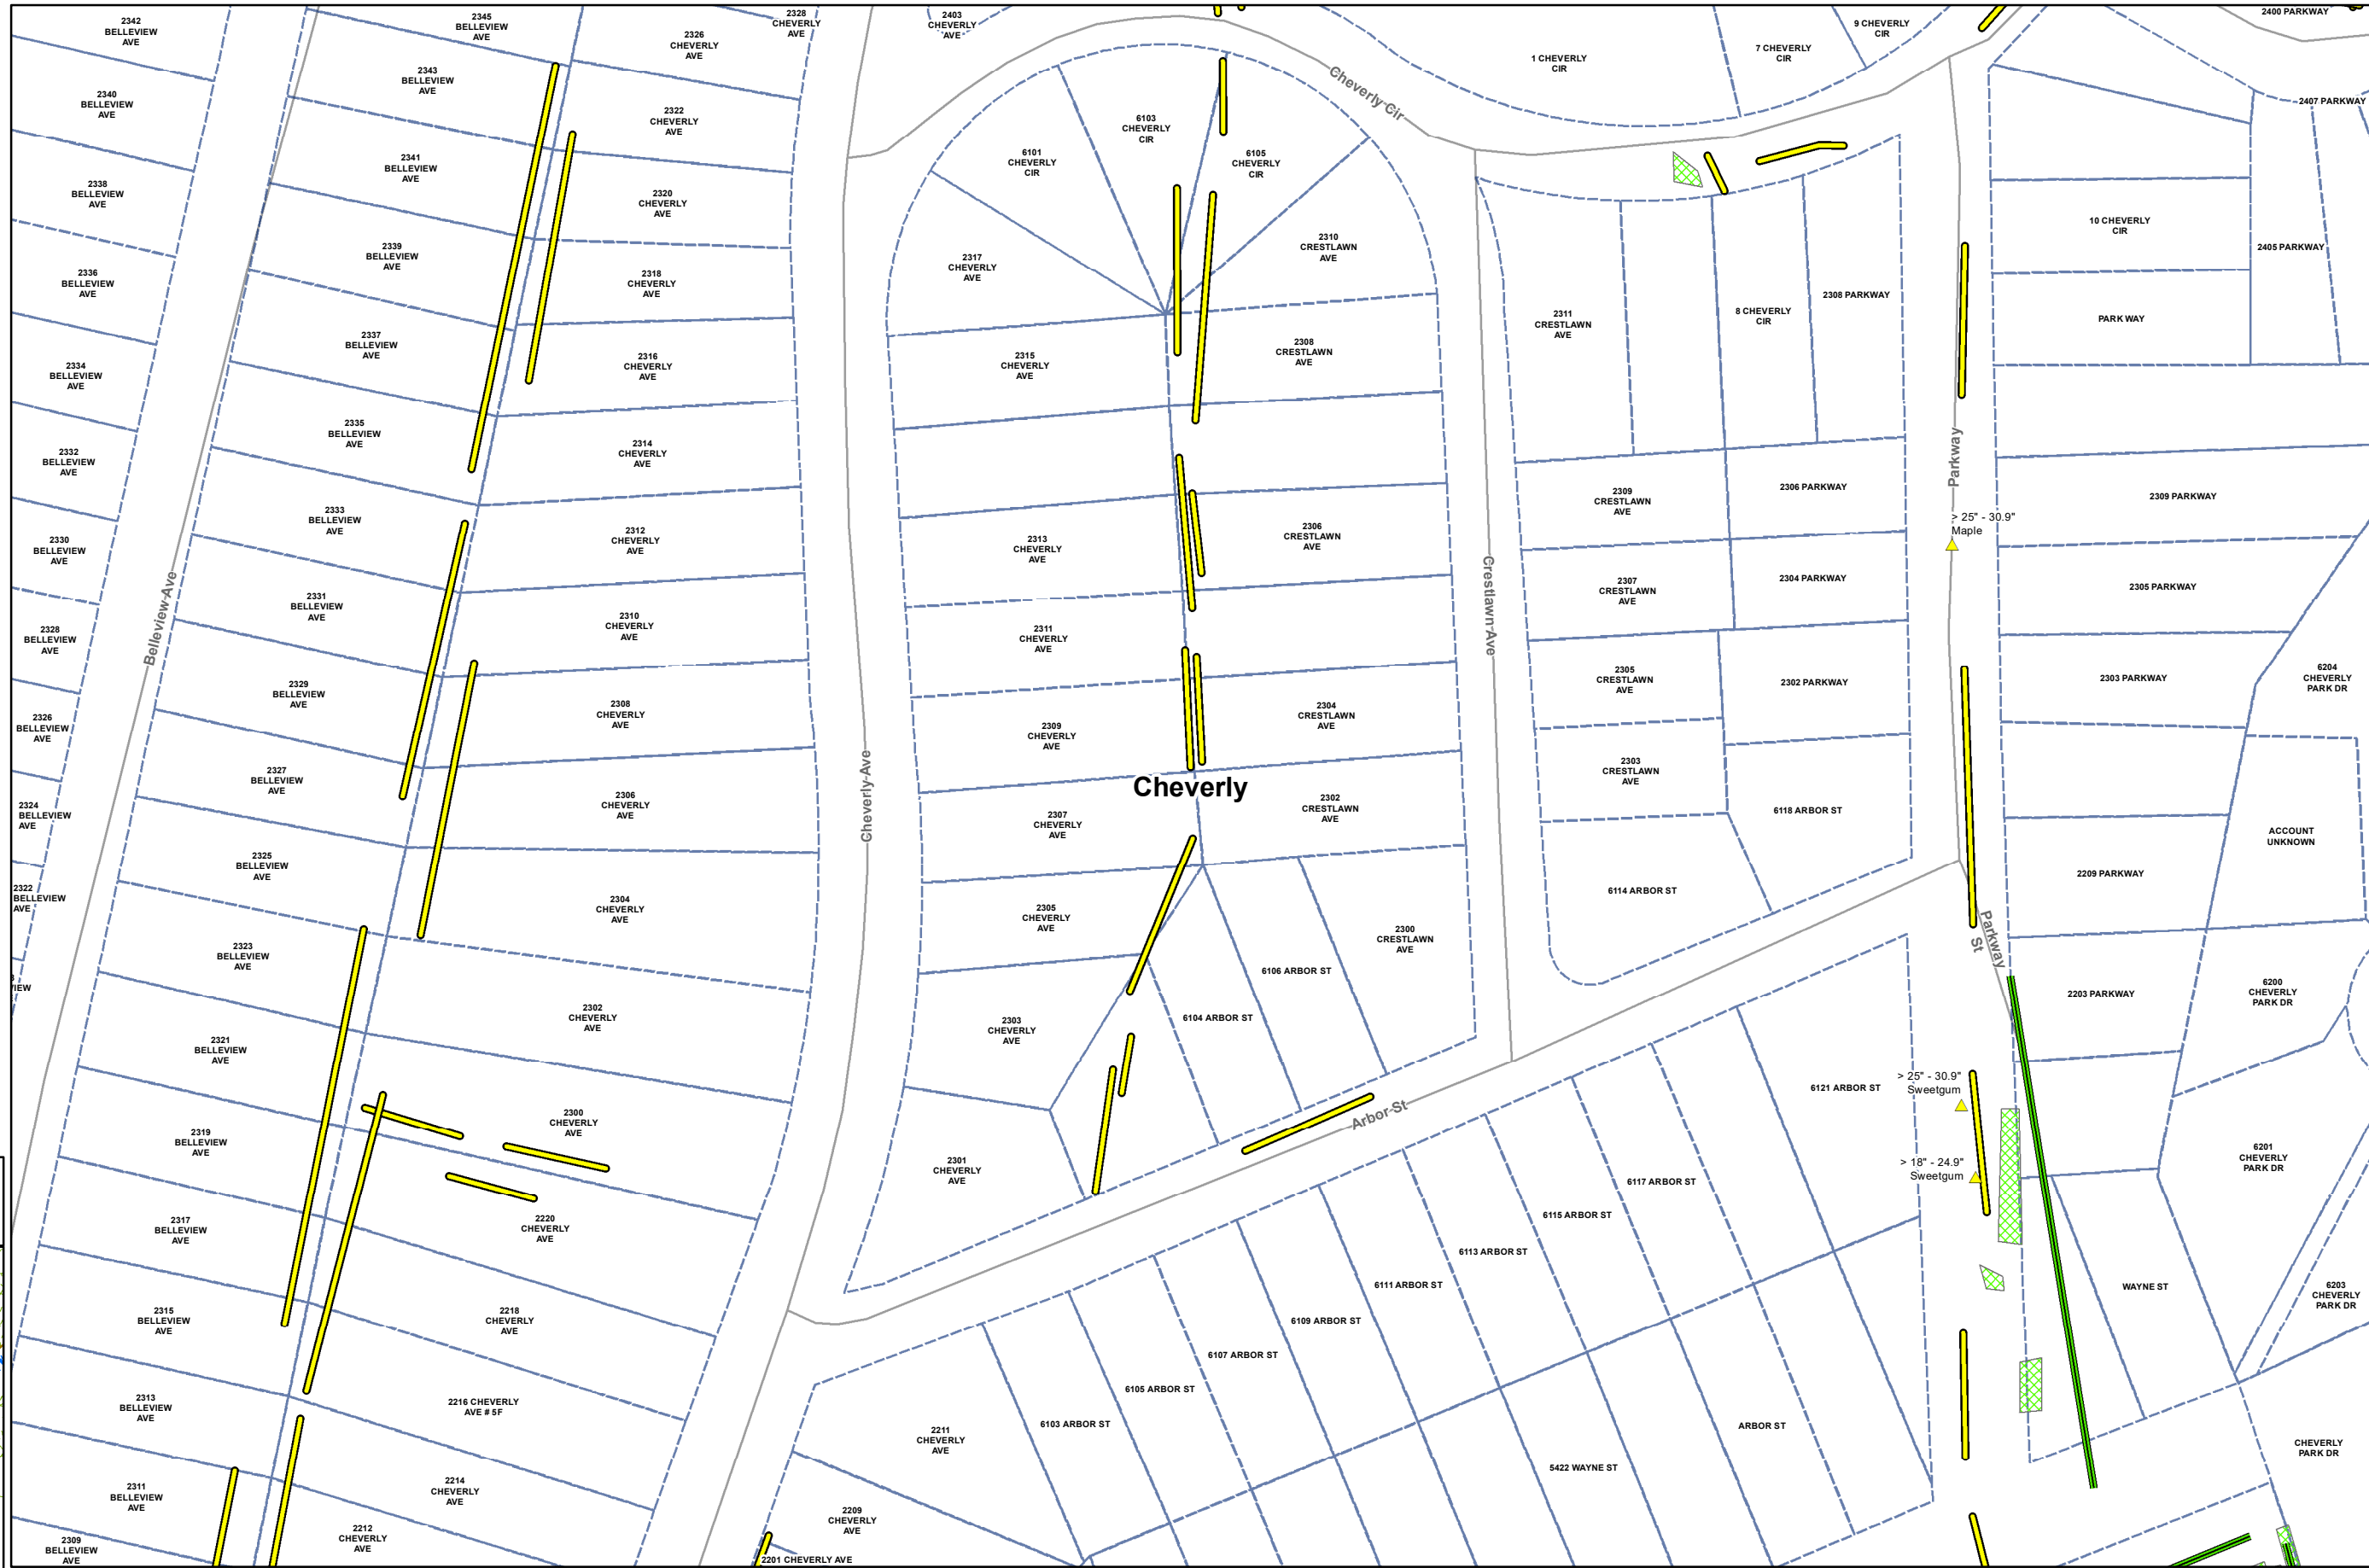 2342
BELLEVIEW
AVE
2345
BELLEVIEW
AVE
2328
CHEVERLY
AVE
2326
CHEVERLY
AVE
2403
CHEVERLY
AVE
9 CHEVERLY
CIR
2400 PARKWAY
7 CHEVERLY
CIR
1 CHEVERLY
CIR
2343
BELLEVIEW
AVE
2340
BELLEVIEW
AVE
2322
CHEVERLY
AVE
Cheverly Cir
2407 PARKWAY
6103
CHEVERLY
CIR
6101
CHEVERLY
CIR
6105
CHEVERLY
CIR
2341
BELLEVIEW
AVE
2338
BELLEVIEW
AVE
2320
CHEVERLY
AVE
10 CHEVERLY
CIR
2405 PARKWAY
2339
BELLEVIEW
AVE
2310
CRESTLAWN
AVE
2317
CHEVERLY
AVE
2336
BELLEVIEW
AVE
2318
CHEVERLY
AVE
2308 PARKWAY
8 CHEVERLY
CIR
2311
CRESTLAWN
AVE
PARK WAY
2337
BELLEVIEW
AVE
2308
CRESTLAWN
AVE
2315
CHEVERLY
AVE
2316
CHEVERLY
AVE
2334
BELLEVIEW
AVE
2335
BELLEVIEW
AVE
2314
CHEVERLY
AVE
Parkway
2332
BELLEVIEW
AVE
2309
CRESTLAWN
AVE
2306 PARKWAY
2309 PARKWAY
2333
BELLEVIEW
AVE
> 25" - 30.9"
Maple
2312
CHEVERLY
AVE
2306
CRESTLAWN
AVE
2313
CHEVERLY
AVE
2330
BELLEVIEW
AVE
2307
CRESTLAWN
AVE
2304 PARKWAY
2305 PARKWAY
2331
BELLEVIEW
AVE
Belleview Ave
Crestlawn Ave
2310
CHEVERLY
AVE
2311
CHEVERLY
AVE
2328
BELLEVIEW
AVE
2305
CRESTLAWN
AVE
2302 PARKWAY
2303 PARKWAY
6204
CHEVERLY
PARK DR
2329
BELLEVIEW
AVE
2308
CHEVERLY
AVE
2304
CRESTLAWN
AVE
2309
CHEVERLY
AVE
2326
BELLEVIEW
AVE
2303
CRESTLAWN
AVE
2327
BELLEVIEW
AVE
Cheverly
Cheverly Ave
2306
CHEVERLY
AVE
2307
CHEVERLY
AVE
2302
CRESTLAWN
AVE
2324
BELLEVIEW
AVE
6118 ARBOR ST
ACCOUNT
UNKNOWN
2325
BELLEVIEW
AVE
2209 PARKWAY
6114 ARBOR ST
2322
BELLEVIEW
AVE
2304
CHEVERLY
AVE
2305
CHEVERLY
AVE
2300
CRESTLAWN
AVE
Parkway
St
2323
BELLEVIEW
AVE
6106 ARBOR ST
2203 PARKWAY
6200
CHEVERLY
PARK DR
2302
CHEVERLY
AVE
6104 ARBOR ST
2303
CHEVERLY
AVE
2321
BELLEVIEW
AVE
> 25" - 30.9"
Sweetgum
6121 ARBOR ST
Arbor St
2300
CHEVERLY
AVE
2319
BELLEVIEW
AVE
6201
CHEVERLY
PARK DR
> 18" - 24.9"
Sweetgum
2301
CHEVERLY
AVE
6117 ARBOR ST
6115 ARBOR ST
2317
BELLEVIEW
AVE
2220
CHEVERLY
AVE
6113 ARBOR ST
6111 ARBOR ST
WAYNE ST
6203
CHEVERLY
PARK DR
2315
BELLEVIEW
AVE
2218
CHEVERLY
AVE
6109 ARBOR ST
6107 ARBOR ST
6105 ARBOR ST
2313
BELLEVIEW
AVE
2216 CHEVERLY
AVE # 5F
6103 ARBOR ST
ARBOR ST
2211
CHEVERLY
AVE
CHEVERLY
PARK DR
5422 WAYNE ST
2311
BELLEVIEW
AVE
2214
CHEVERLY
AVE
2209
CHEVERLY
AVE
2309
BELLEVIEW
AVE
2212
CHEVERLY
AVE
2201 CHEVERLY AVE